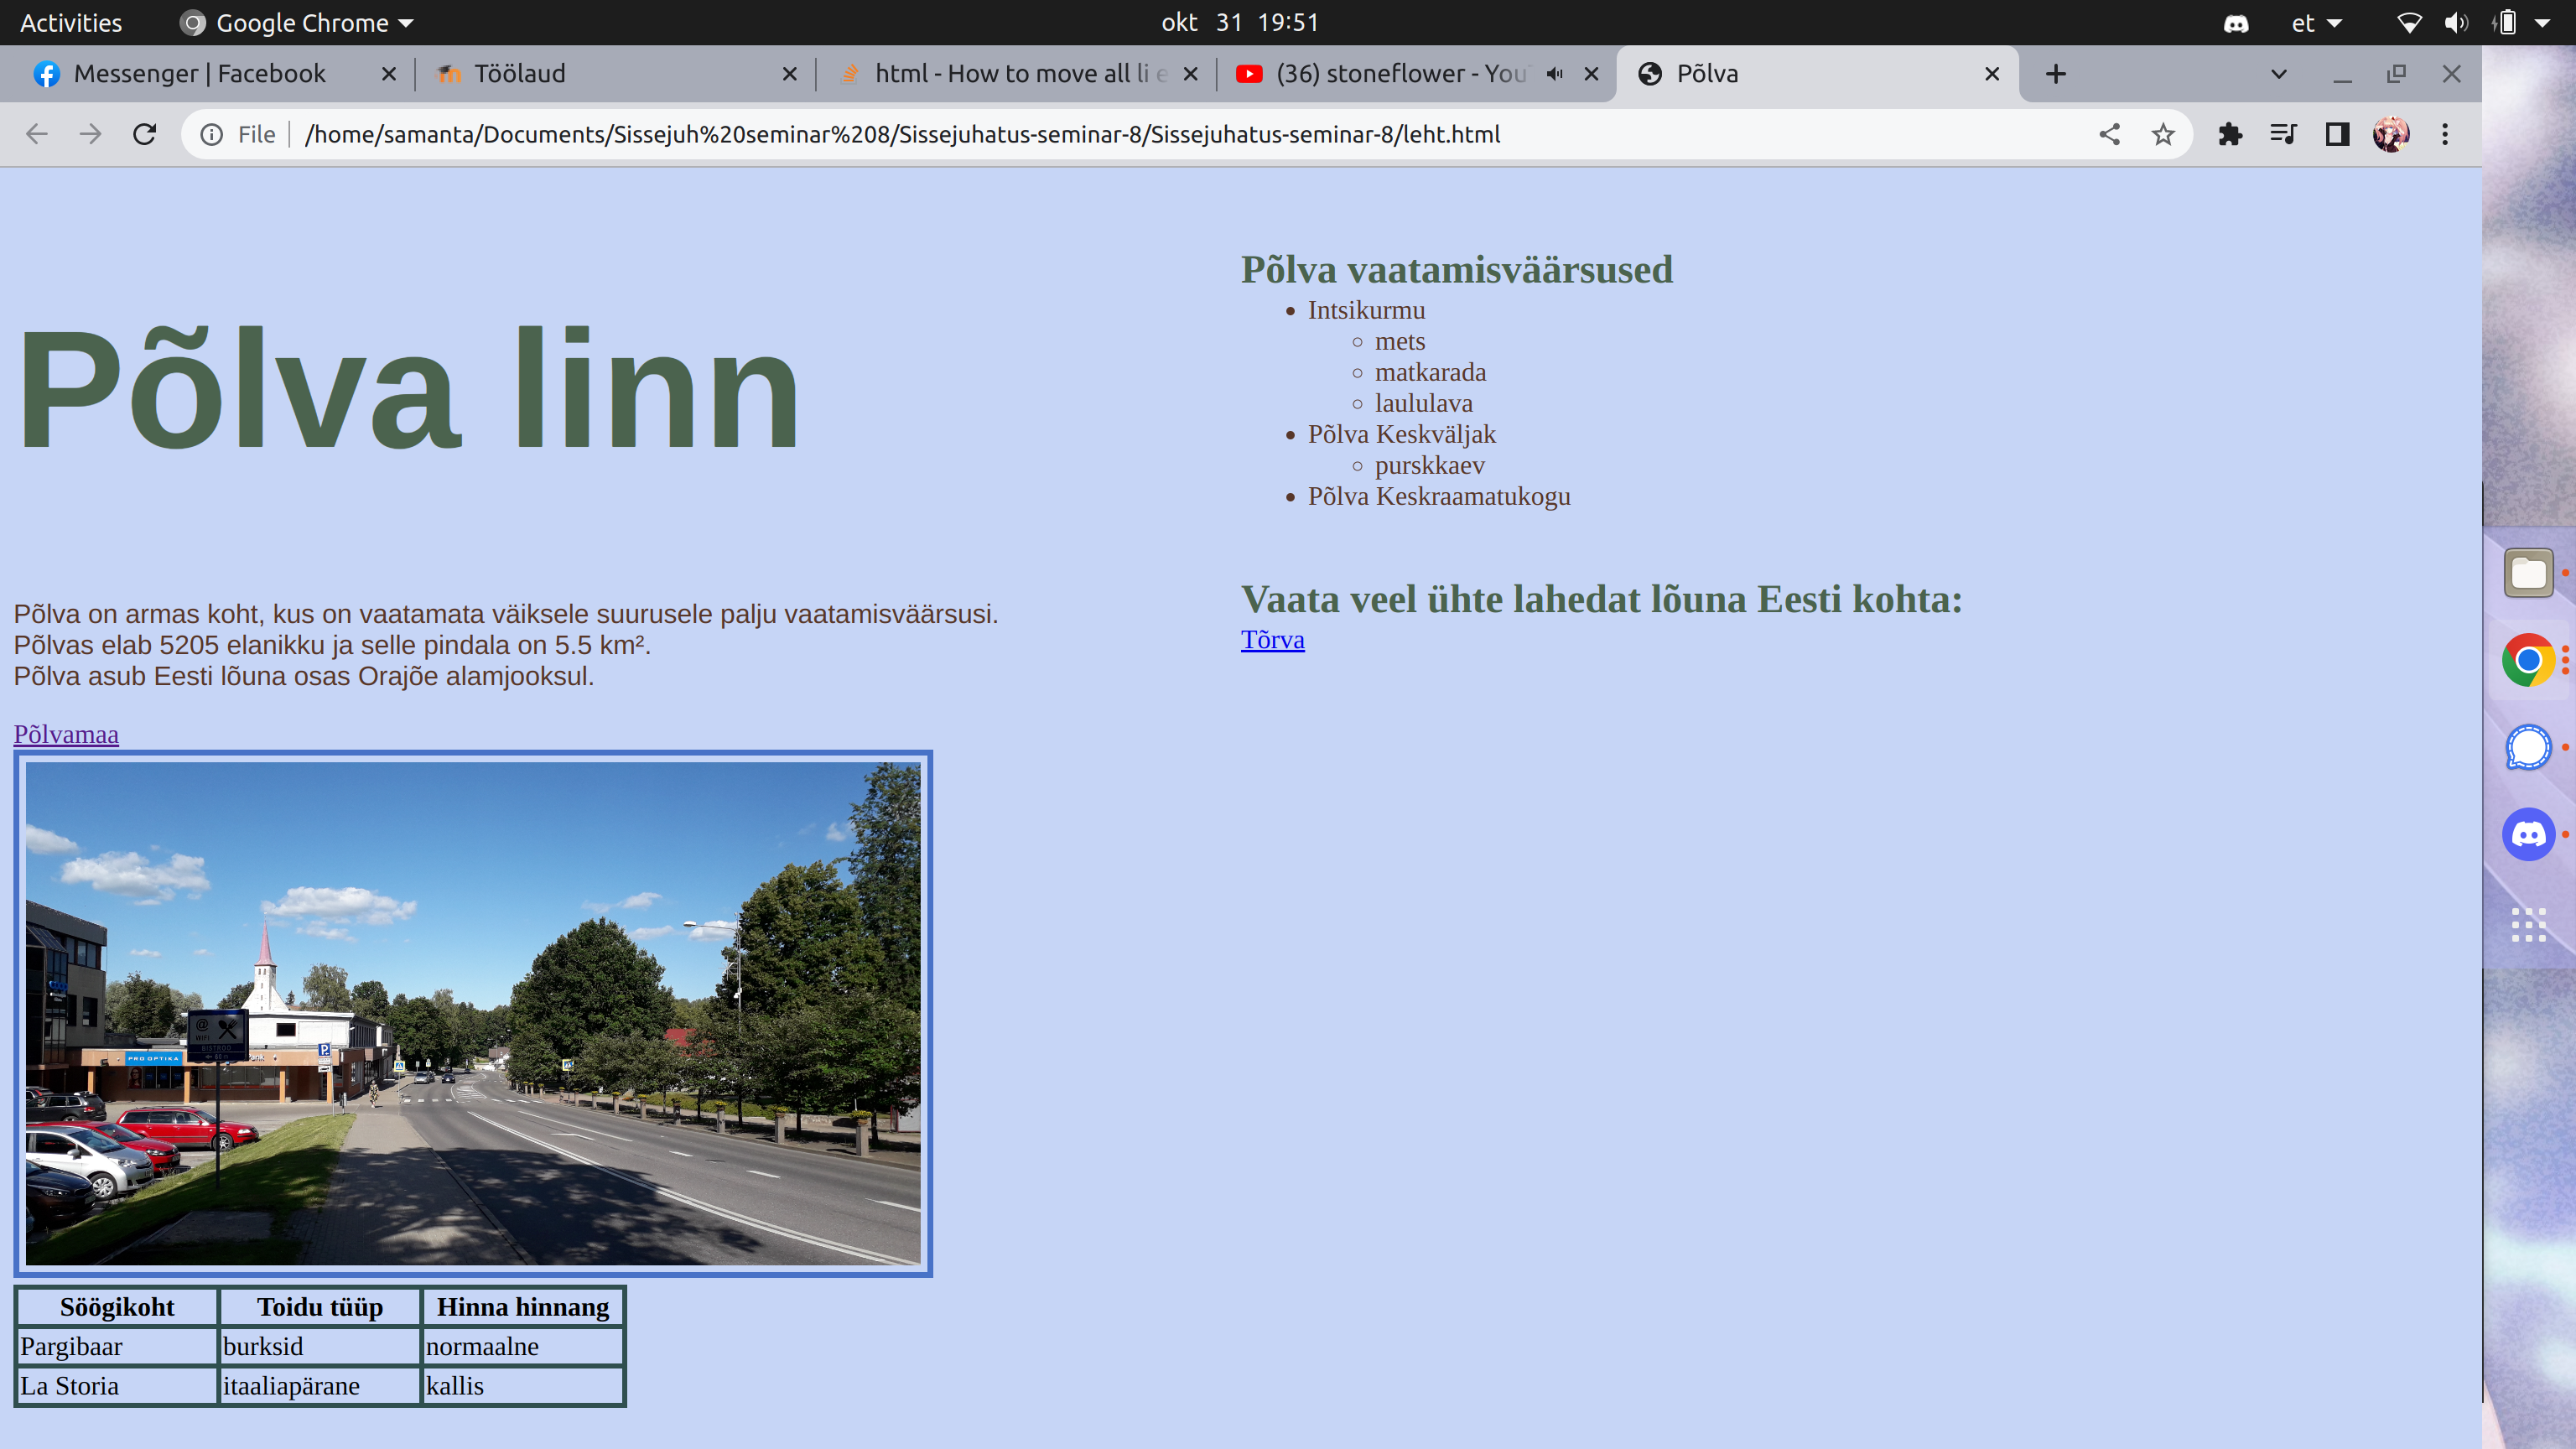 Activities
Google Chrome
okt 31 19:51
et
Messenger | Facebook
Töölaud
html - How to move all li e
(36) stoneflower - You
Põlva
File
/home/samanta/Documents/Sissejuh%20seminar%208/Sissejuhatus-seminar-8/Sissejuhatus-seminar-8/leht.html
Põlva linn
Põlva on armas koht, kus on vaatamata väiksele suurusele palju vaatamisväärsusi.
Põlvas elab 5205 elanikku ja selle pindala on 5.5 km².
Põlva asub Eesti lõuna osas Orajõe alamjooksul.
Põlvamaa
@
WiFi
BISTROO
PRO OPTIKA
P
Söögikoht Toidu tüüp Hinna hinnang
Pargibaar burksid normaalne
La Storia itaaliapärane kallis
Põlva vaatamisväärsused
Intsikurmu
mets
matkarada
laululava
Põlva Keskväljak
purskkaev
Põlva Keskraamatukogu
Vaata veel ühte lahedat lõuna Eesti kohta:
Tõrva